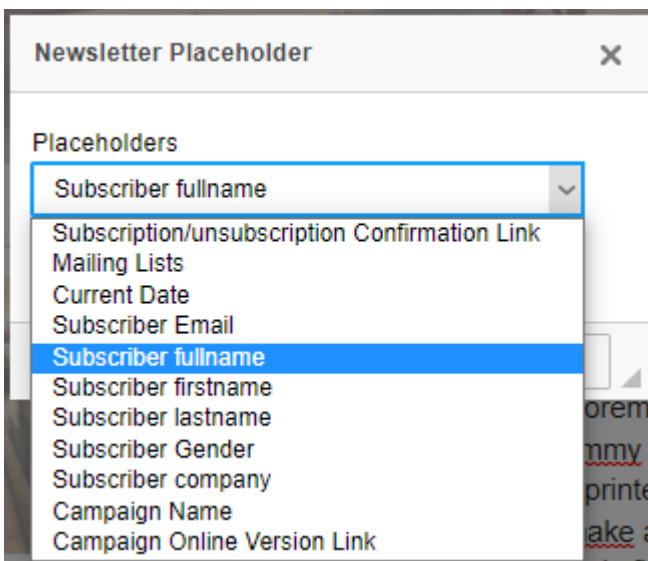 Newsletter Placeholder
Placeholders
Subscriber fullname
Subscription/unsubscription Confirmation Link
Mailing Lists
Current Date
Subscriber Email
Subscriber fullname
Subscriber firstname
Subscriber lastname
Subscriber Gender
Subscriber company
Campaign Name
Campaign Online Version Link